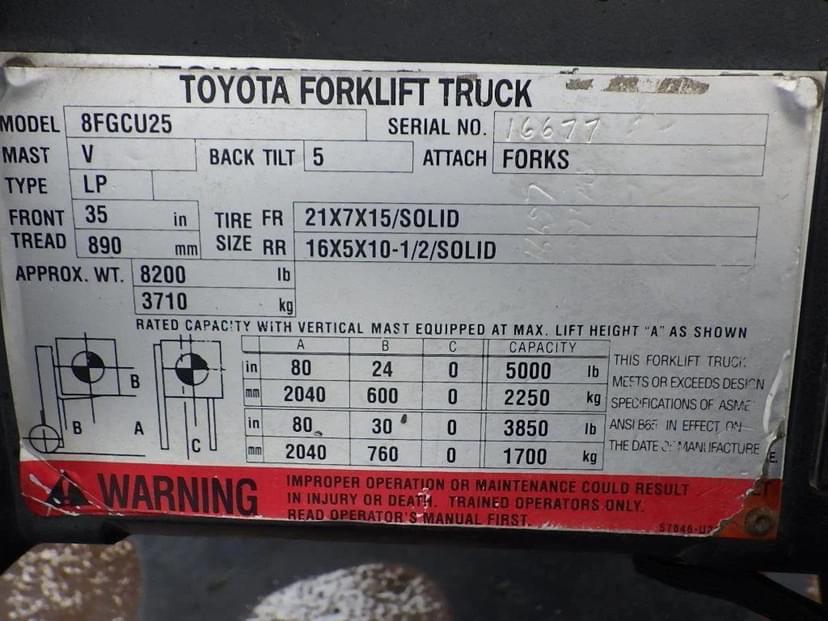 TOYOTA FORKLIFT TRUCK
MODEL 8FGCU25 SERIAL NO. 16677
MAST V BACK TILT 5 ATTACH FORKS
TYPE LP
FRONT 35 in TIRE FR 21X7X15/SOLID
TREAD 890 mm SIZE RR 16X5X10-1/2/SOLID
APPROX. WT. 8200 lb
3710 kg
RATED CAPACITY WITH VERTICAL MAST EQUIPPED AT MAX. LIFT HEIGHT "A" AS SHOWN
A B C CAPACITY
in 80 24 0 5000 lb
mm 2040 600 0 2250 kg
in 80 30 0 3850 lb
mm 2040 760 0 1700 kg
B
B A C
THIS FORKLIFT TRUCK
MEETS OR EXCEEDS DESIGN
SPECIFICATIONS OF ASME
ANSI IN EFFECT ON
THE DATE OF MANUFACTURE
WARNING
IMPROPER OPERATION OR MAINTENANCE COULD RESULT
IN INJURY OR DEATH. TRAINED OPERATORS ONLY.
READ OPERATOR'S MANUAL FIRST.